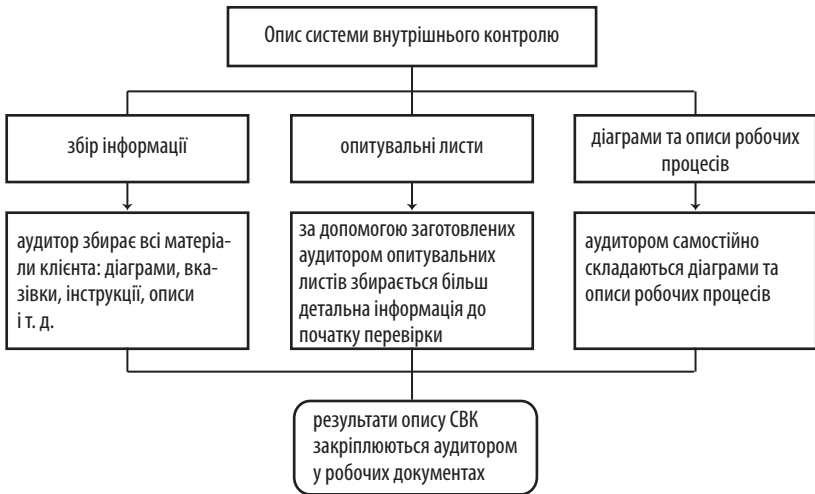 Опис системи внутрішнього контролю
збір інформації
опитувальні листи
діаграми та описи робочих
процесів
аудитор збирає всі матеріа-
ли клієнта: діаграми, вка-
зівки, інструкції, описи
і т. д.
за допомогою заготовлених
аудитором опитувальних
листів збирається більш
детальна інформація до
початку перевірки
аудитором самостійно
складаються діаграми та
описи робочих процесів
результати опису СВК
закріплюються аудитором
у робочих документах